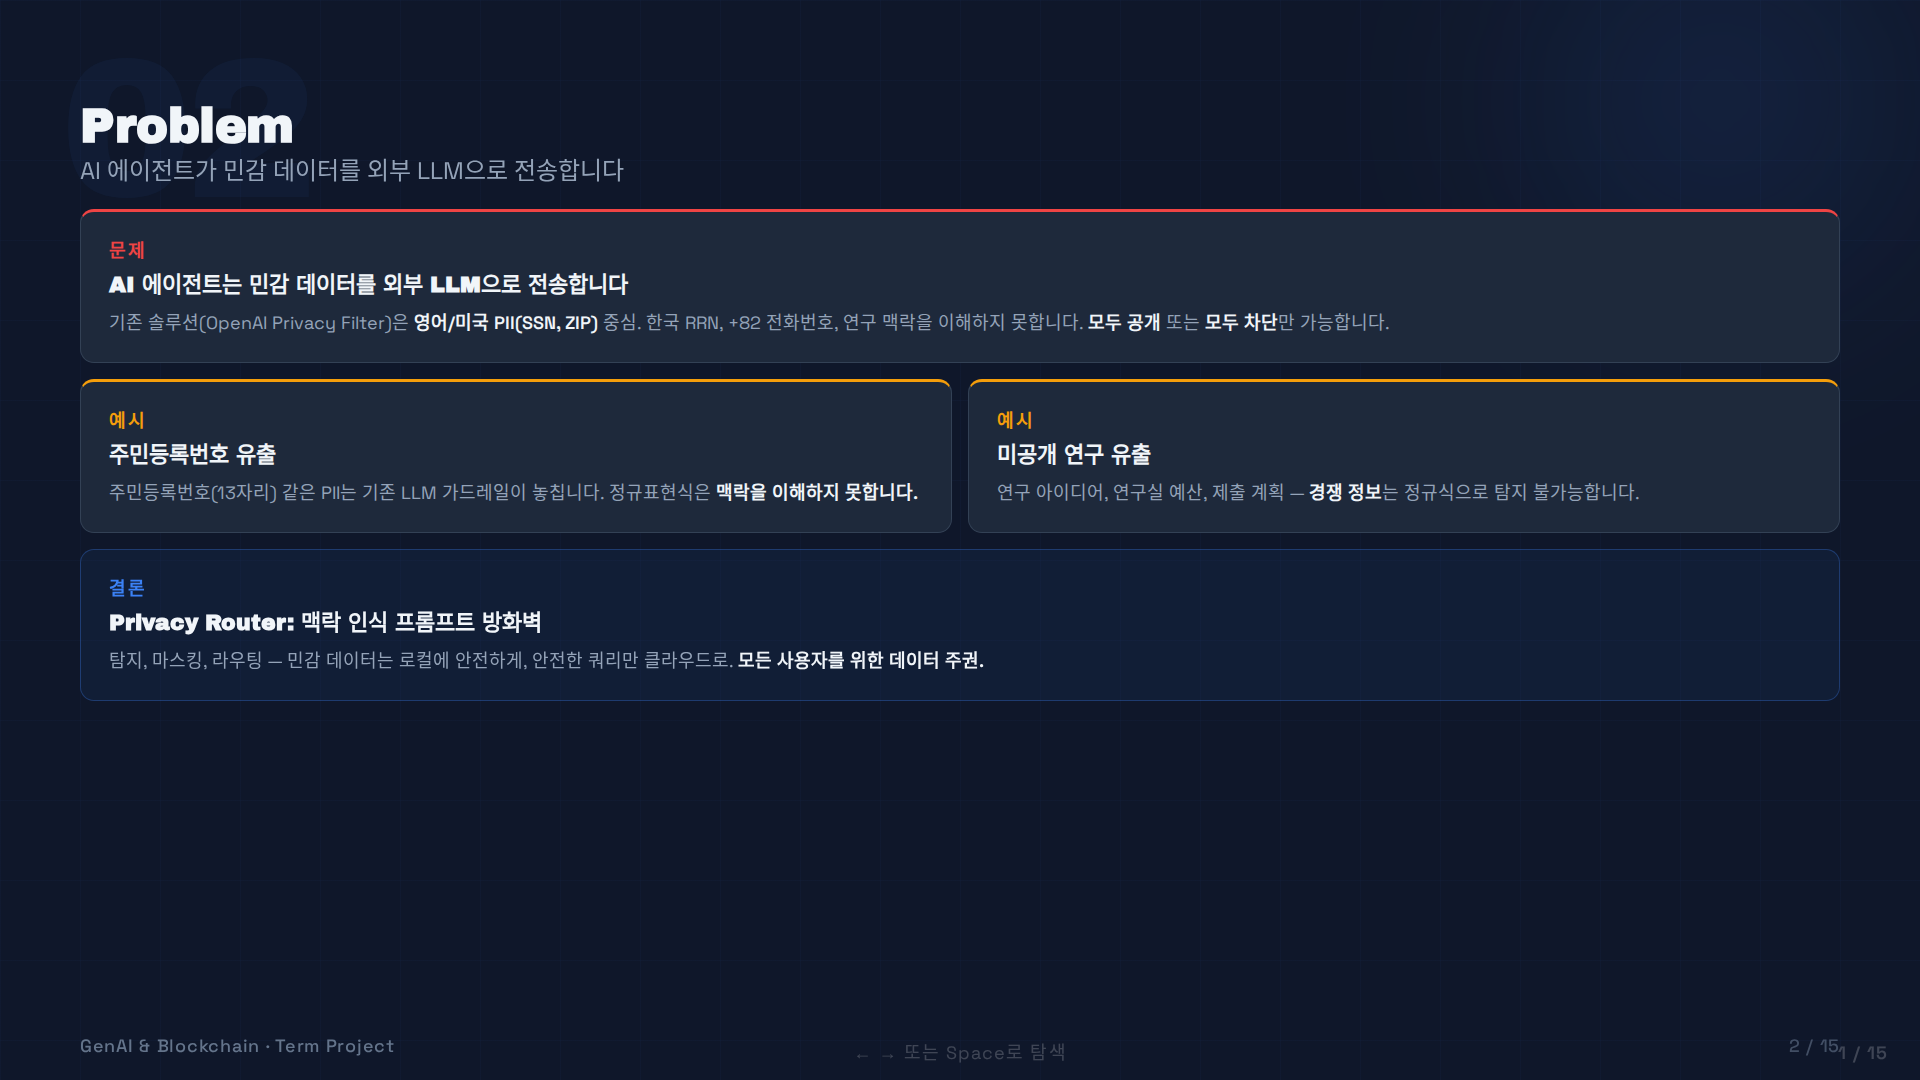 02
Problem
AI 에이전트가 민감 데이터를 외부 LLM으로 전송합니다
문제
AI 에이전트는 민감 데이터를 외부 LLM으로 전송합니다
기존 솔루션(OpenAI Privacy Filter)은 영어/미국 PII(SSN, ZIP) 중심. 한국 RRN, +82 전화번호, 연구 맥락을 이해하지 못합니다. 모두 공개 또는 모두 차단만 가능합니다.
예시
주민등록번호 유출
주민등록번호(13자리) 같은 PII는 기존 LLM 가드레일이 놓칩니다. 정규표현식은 맥락을 이해하지 못합니다.
예시
미공개 연구 유출
연구 아이디어, 연구실 예산, 제출 계획 — 경쟁 정보는 정규식으로 탐지 불가능합니다.
결론
Privacy Router: 맥락 인식 프롬프트 방화벽
탐지, 마스킹, 라우팅 — 민감 데이터는 로컬에 안전하게, 안전한 쿼리만 클라우드로. 모든 사용자를 위한 데이터 주권.
GenAI & Blockchain · Term Project
← → 또는 Space로 탐색
2 / 15
1 / 15